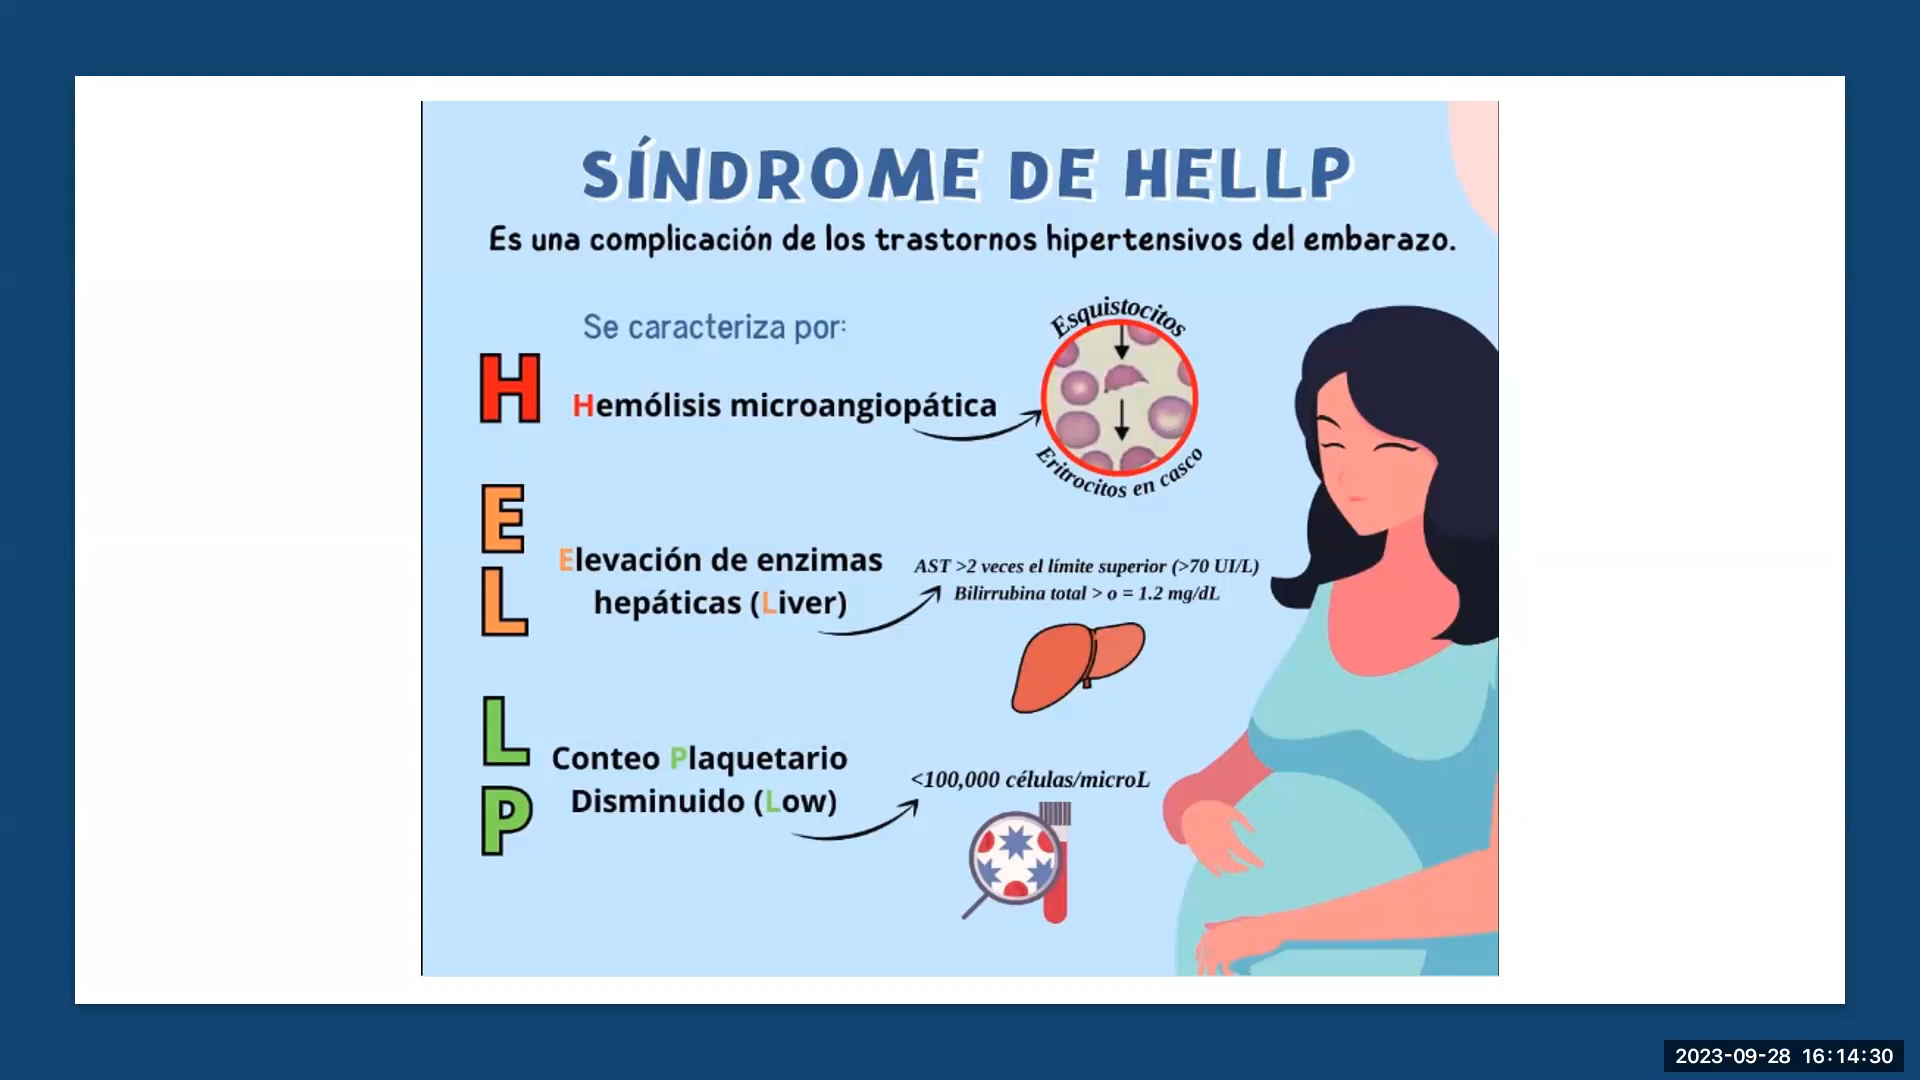 SÍNDROME DE HELLP
Es una complicación de los trastornos hipertensivos del embarazo.
Se caracteriza por:
H
Hemólisis microangiopática
Esquistocitos
Eritrocitos en casco
E
L
Elevación de enzimas
hepáticas (Liver)
AST >2 veces el límite superior (>70 UI/L)
Bilirrubina total > o = 1.2 mg/dL
L
P
Conteo Plaquetario
Disminuido (Low)
<100,000 células/microL
2023-09-28 16:14:30